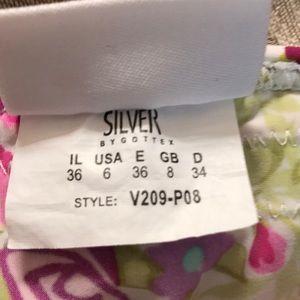 SILVER
BY GOTTEX
IL USA E GB D
36 6 36 8 34
STYLE: V209-P08